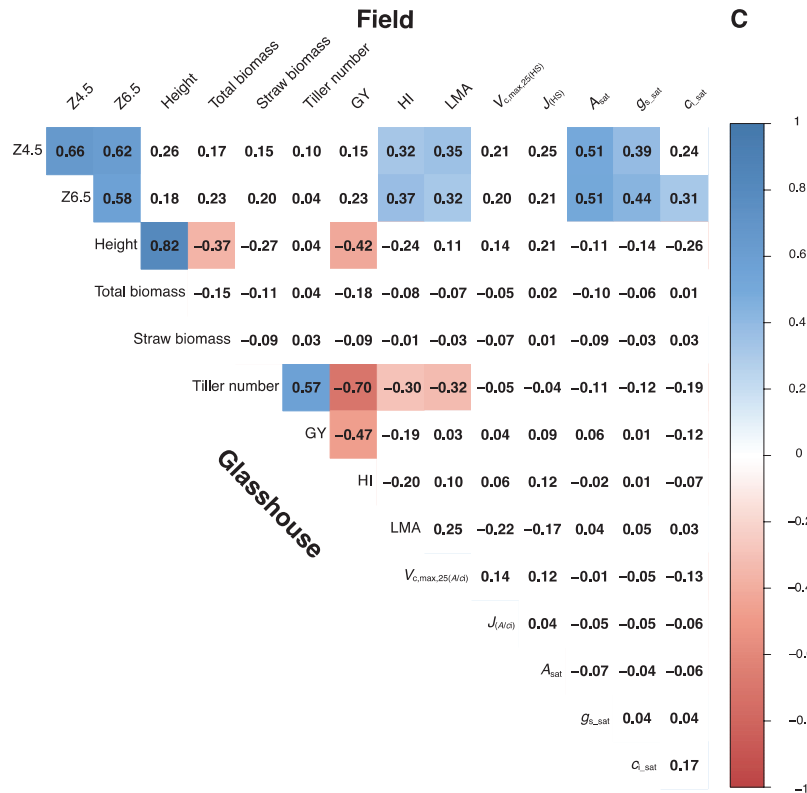 Field
C
Z4.5 Z6.5 Height Total biomass Straw biomass Tiller number GY HI LMA Vc,max,25(HS) J(HS) Asat gs_sat ci_sat
Z4.5 0.66 0.62 0.26 0.17 0.15 0.10 0.15 0.32 0.35 0.21 0.25 0.51 0.39 0.24
Z6.5 0.58 0.18 0.23 0.20 0.04 0.23 0.37 0.32 0.20 0.21 0.51 0.44 0.31
Height 0.82 −0.37 −0.27 0.04 −0.42 −0.24 0.11 0.14 0.21 −0.11 −0.14 −0.26
Total biomass −0.15 −0.11 0.04 −0.18 −0.08 −0.07 −0.05 0.02 −0.10 −0.06 0.01
Straw biomass −0.09 0.03 −0.09 −0.01 −0.03 −0.07 0.01 −0.09 −0.03 0.03
Tiller number 0.57 −0.70 −0.30 −0.32 −0.05 −0.04 −0.11 −0.12 −0.19
GY −0.47 −0.19 0.03 0.04 0.09 0.06 0.01 −0.12
HI −0.20 0.10 0.06 0.12 −0.02 0.01 −0.07
LMA 0.25 −0.22 −0.17 0.04 0.05 0.03
Vc,max,25(A/ci) 0.14 0.12 −0.01 −0.05 −0.13
J(A/ci) 0.04 −0.05 −0.05 −0.06
Asat −0.07 −0.04 −0.06
gs_sat 0.04 0.04
ci_sat 0.17
Glasshouse
1
0.8
0.6
0.4
0.2
0
−0.2
−0.4
−0.6
−0.8
−1